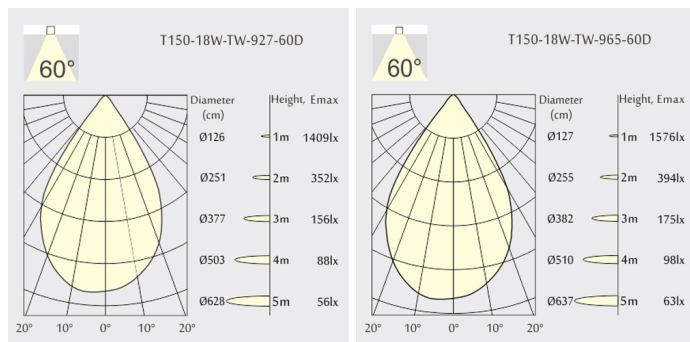 T150-18W-TW-927-60D
60°
Diameter
(cm)
Height, Emax
Ø126 1m 1409lx
Ø251 2m 352lx
Ø377 3m 156lx
Ø503 4m 88lx
Ø628 5m 56lx
20° 10° 0° 10° 20°
T150-18W-TW-965-60D
60°
Diameter
(cm)
Height, Emax
Ø127 1m 1576lx
Ø255 2m 394lx
Ø382 3m 175lx
Ø510 4m 98lx
Ø637 5m 63lx
20° 10° 0° 10° 20°